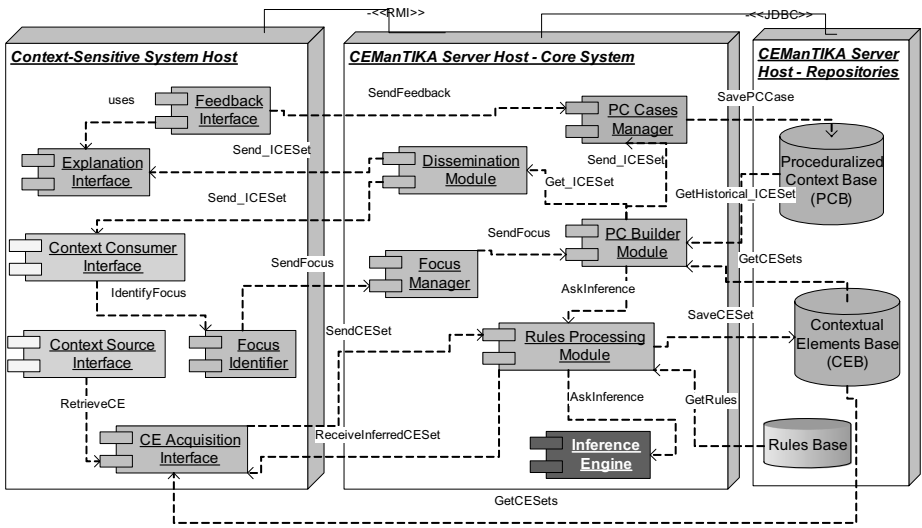 -<<RMI>>
-<<JDBC>>
Context-Sensitive System Host
CEManTIKA Server Host - Core System
CEManTIKA Server
Host - Repositories
uses
Feedback
Interface
SendFeedback
PC Cases
Manager
SavePCCase
Explanation
Interface
Send_ICESet
Dissemination
Module
Send_ICESet
Get_ICESet
Proceduralized
Context Base
(PCB)
GetHistorical_ICESet
Send_ICESet
Context Consumer
Interface
SendFocus
PC Builder
Module
SendFocus
Focus
Manager
GetCESets
IdentifyFocus
AskInference
SaveCESet
Contextual
Elements Base
(CEB)
Context Source
Interface
Focus
Identifier
SendCESet
Rules Processing
Module
RetrieveCE
AskInference
GetRules
CE Acquisition
Interface
ReceiveInferredCESet
Inference
Engine
Rules Base
GetCESets